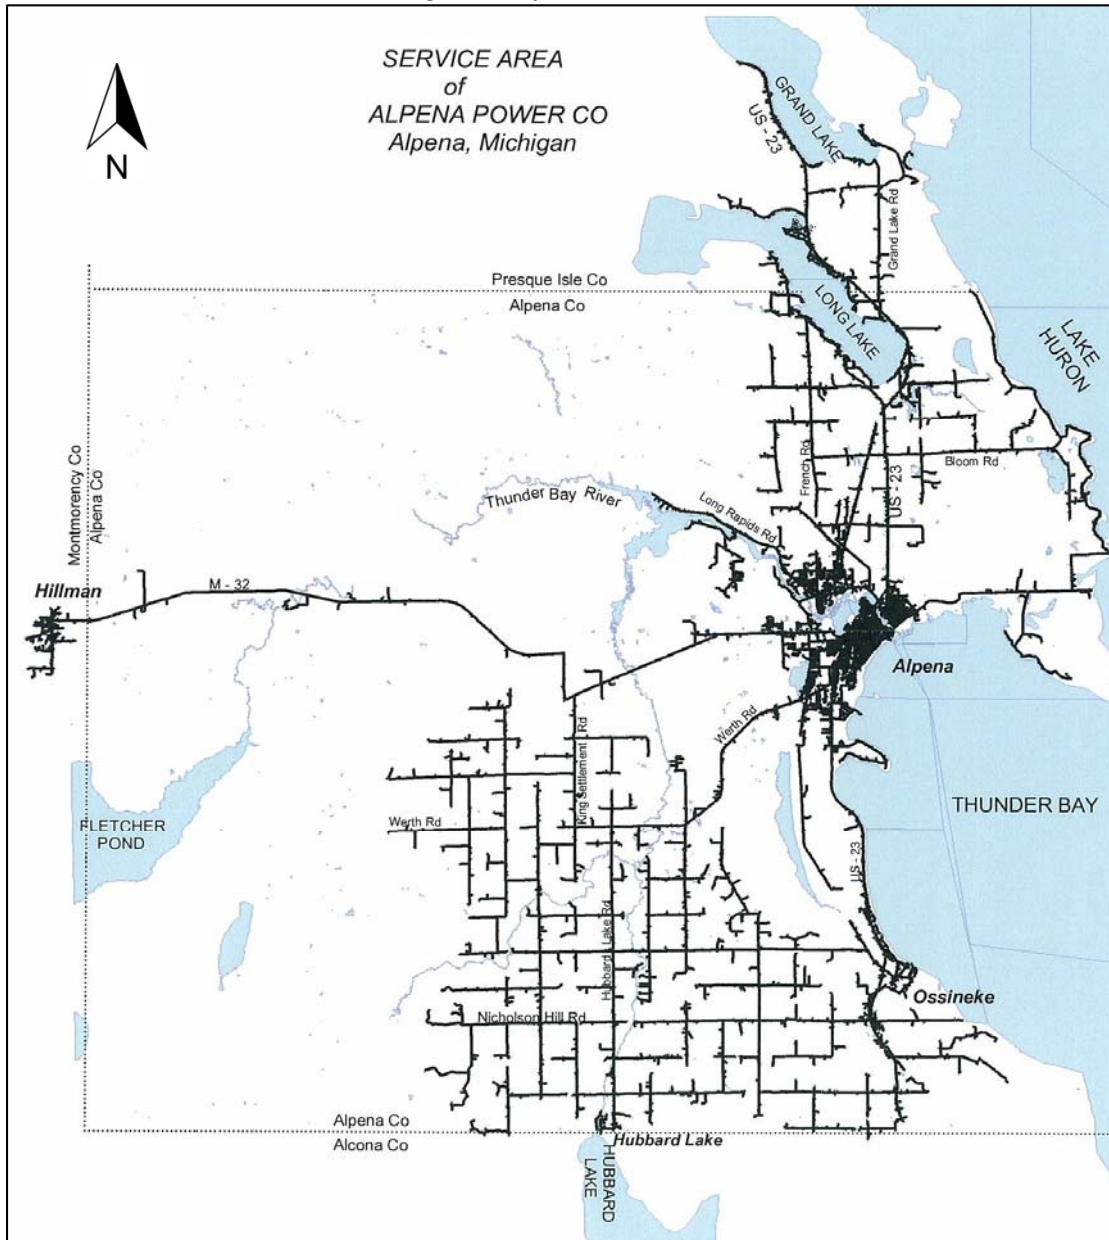 SERVICE AREA
of
ALPENA POWER CO
Alpena, Michigan
N
GRAND LAKE
US - 23
Grand Lake Rd
Presque Isle Co
Alpena Co
LONG LAKE
LAKE
HURON
Montmorency Co
Alpena Co
French Rd
Bloom Rd
US - 23
Thunder Bay River
Long Rapids Rd
Hillman
M - 32
Alpena
Werth Rd
King Settlement Rd
THUNDER BAY
FLETCHER
POND
Werth Rd
US - 23
Hubbard Lake Rd
Ossineke
Nicholson Hill Rd
Alpena Co
Alcona Co
Hubbard Lake
HUBBARD
LAKE